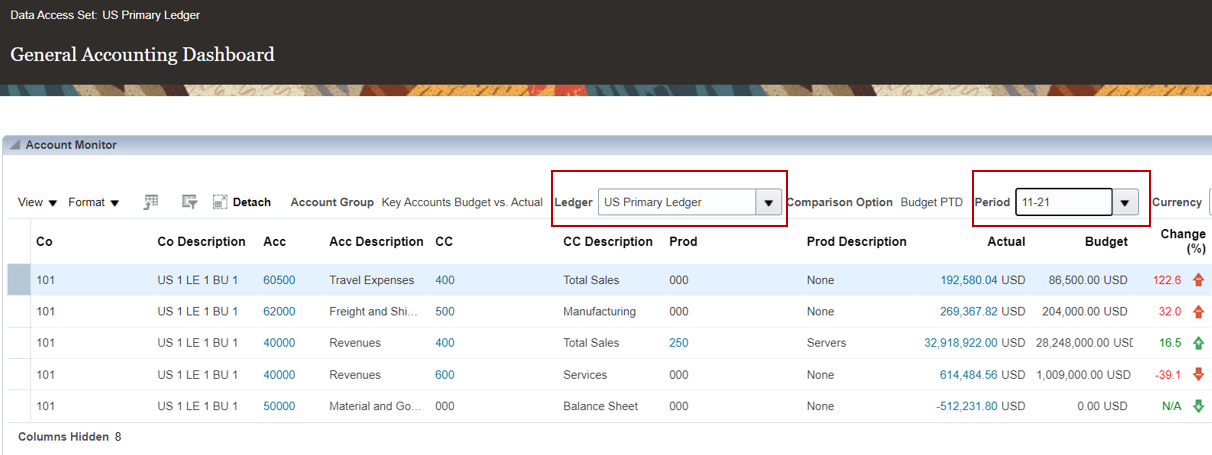 Data Access Set: US Primary Ledger
General Accounting Dashboard
Account Monitor
View Format Detach Account Group Key Accounts Budget vs. Actual Ledger US Primary Ledger Comparison Option Budget PTD Period 11-21 Currency
Co Co Description Acc Acc Description CC CC Description Prod Prod Description Actual Budget Change (%)
101 US 1 LE 1 BU 1 60500 Travel Expenses 400 Total Sales 000 None 192,580.04 USD 86,500.00 USD 122.6
101 US 1 LE 1 BU 1 62000 Freight and Shi... 500 Manufacturing 000 None 269,367.82 USD 204,000.00 USD 32.0
101 US 1 LE 1 BU 1 40000 Revenues 400 Total Sales 250 Servers 32,918,922.00 USD 28,248,000.00 USD 16.5
101 US 1 LE 1 BU 1 40000 Revenues 600 Services 000 None 614,484.56 USD 1,009,000.00 USD -39.1
101 US 1 LE 1 BU 1 50000 Material and Go... 000 Balance Sheet 000 None -512,231.80 USD 0.00 USD N/A
Columns Hidden 8